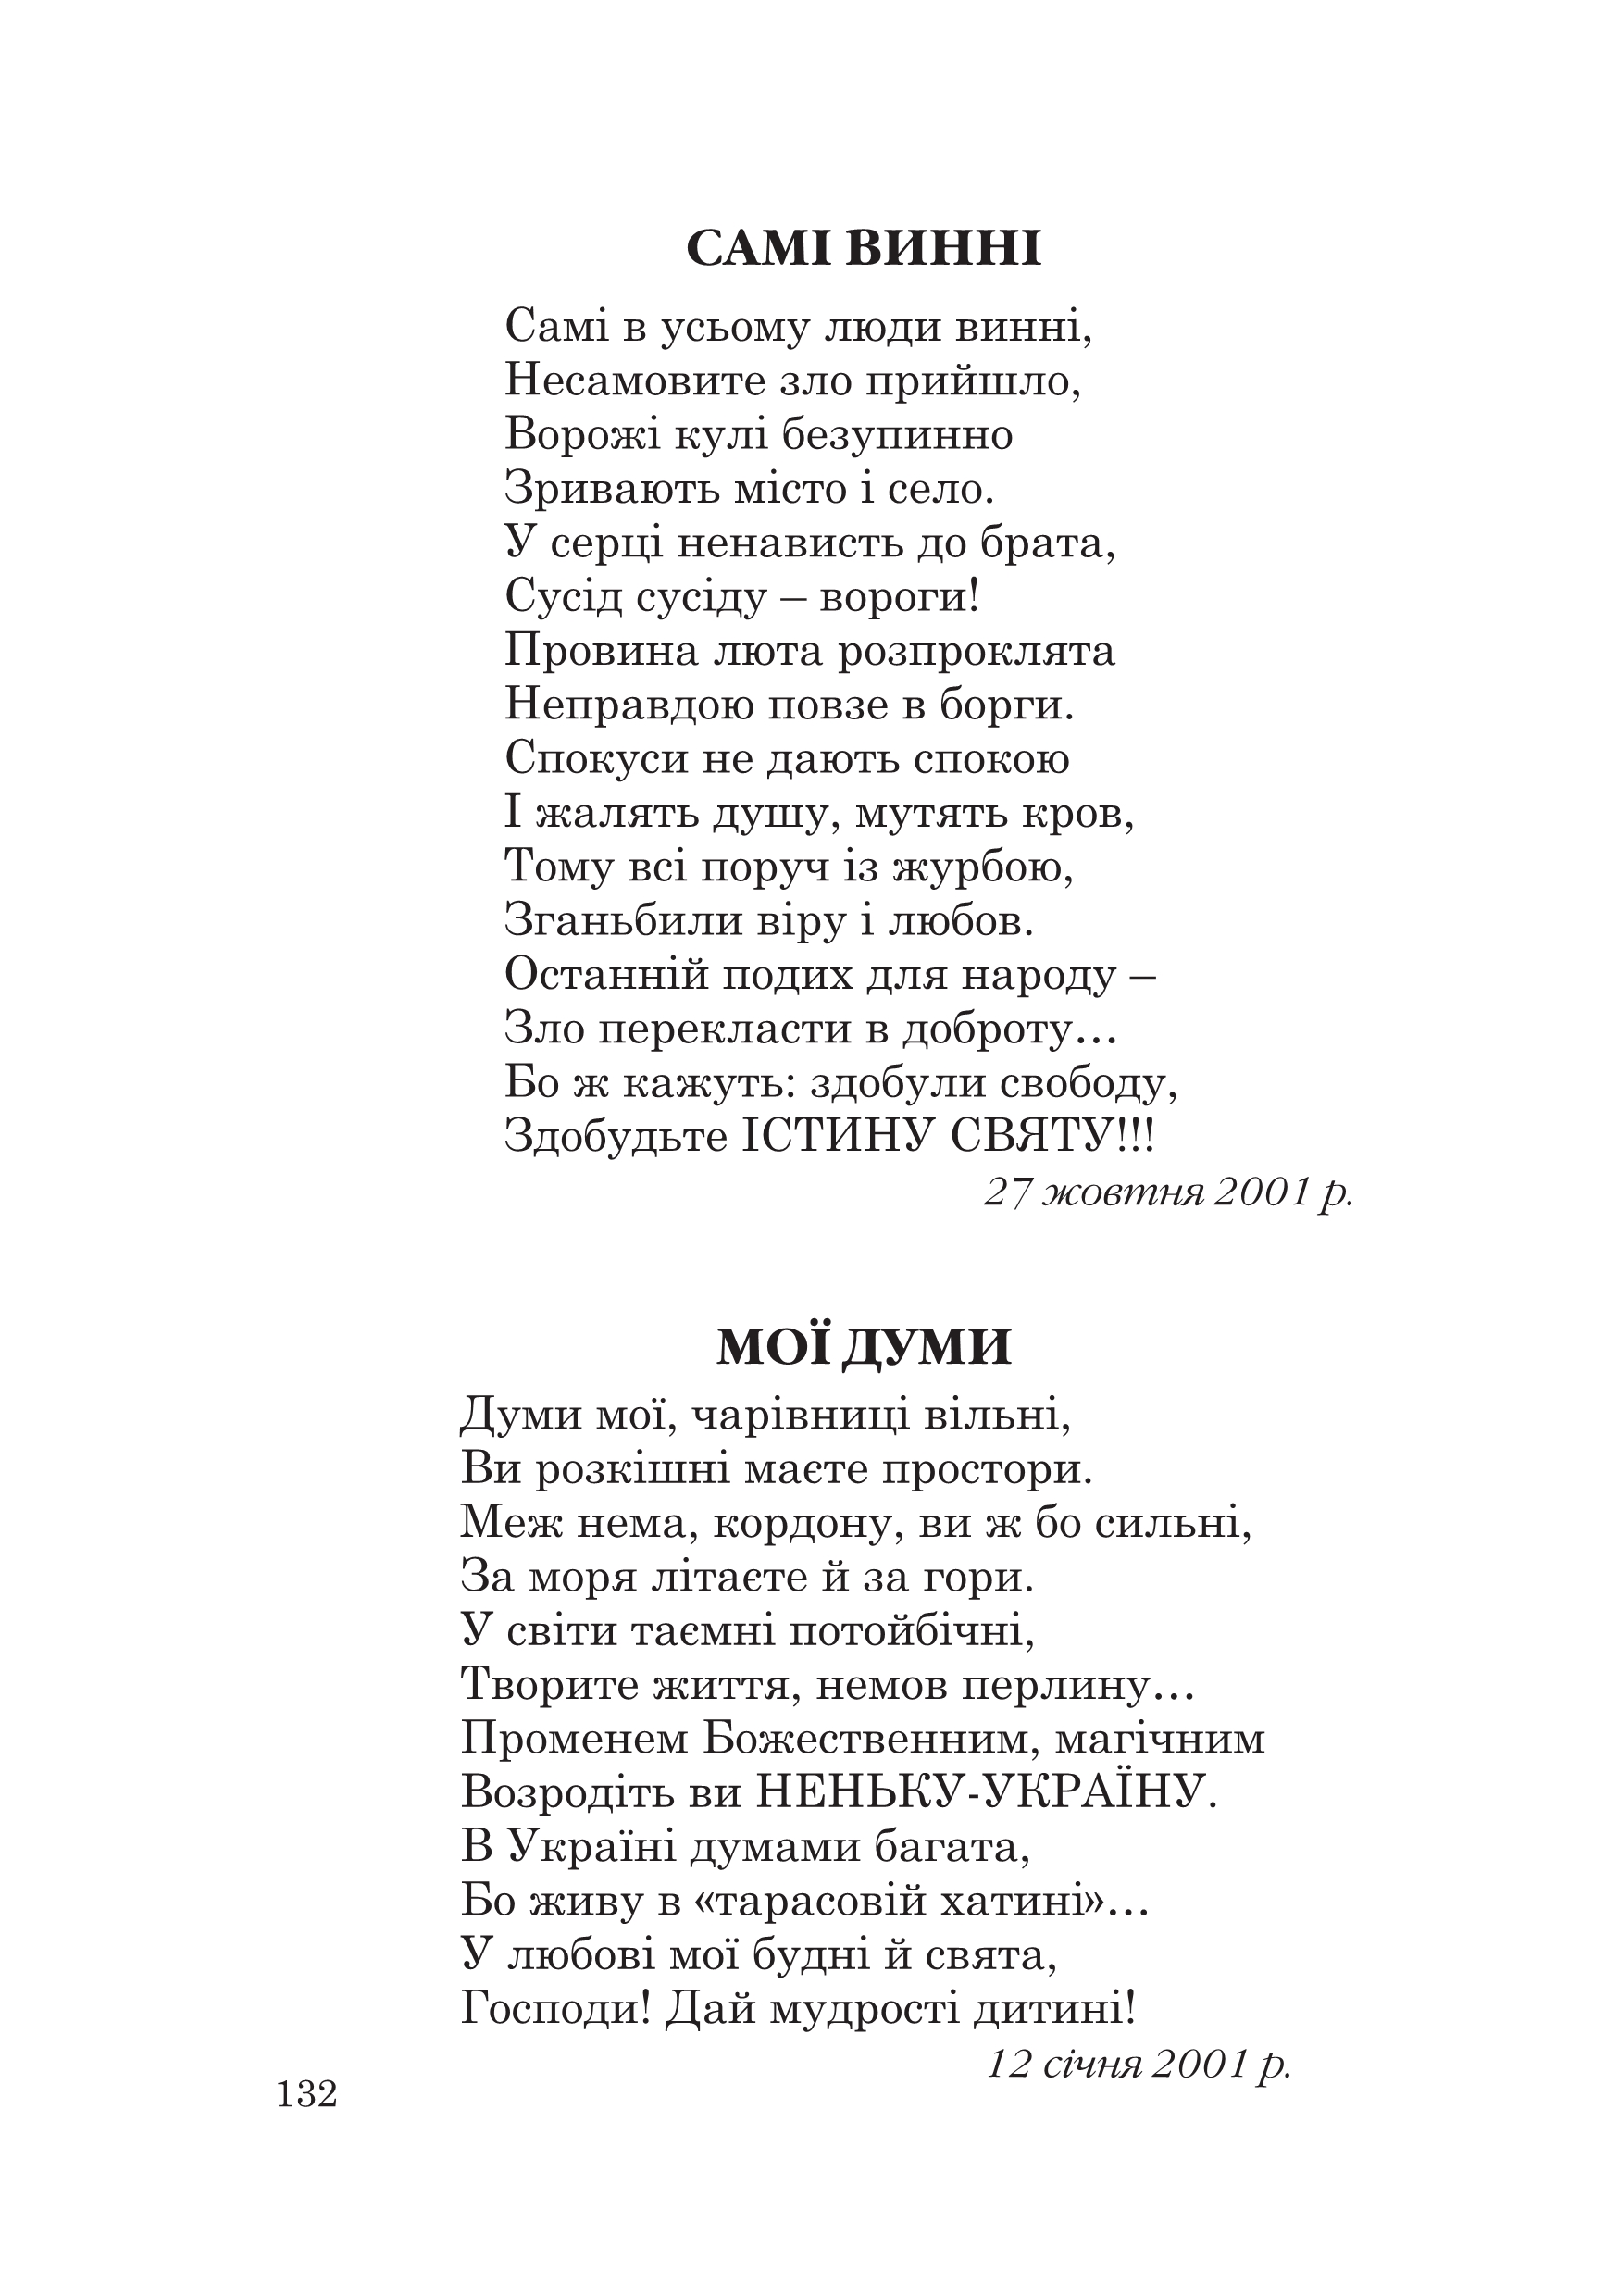 САМІ ВИННІ
Самі в усьому люди винні,
Несамовите зло прийшло,
Ворожі кулі безупинно
Зривають місто і село.
У серці ненависть до брата,
Сусід сусіду – вороги!
Провина люта розпроклята
Неправдою повзе в борги.
Спокуси не дають спокою
І жалять душу, мутять кров,
Тому всі поруч із журбою,
Зганьбили віру і любов.
Останній подих для народу –
Зло перекласти в доброту…
Бо ж кажуть: здобули свободу,
Здобудьте ІСТИНУ СВЯТУ!!!
27 жовтня 2001 р.
МОЇ ДУМИ
Думи мої, чарівниці вільні,
Ви розкішні маєте простори.
Меж нема, кордону, ви ж бо сильні,
За моря літаєте й за гори.
У світи таємні потойбічні,
Творите життя, немов перлину…
Променем Божественним, магічним
Возродіть ви НЕНЬКУ-УКРАЇНУ.
В Україні думами багата,
Бо живу в «тарасовій хатині»…
У любові мої будні й свята,
Господи! Дай мудрості дитині!
12 січня 2001 р.
132